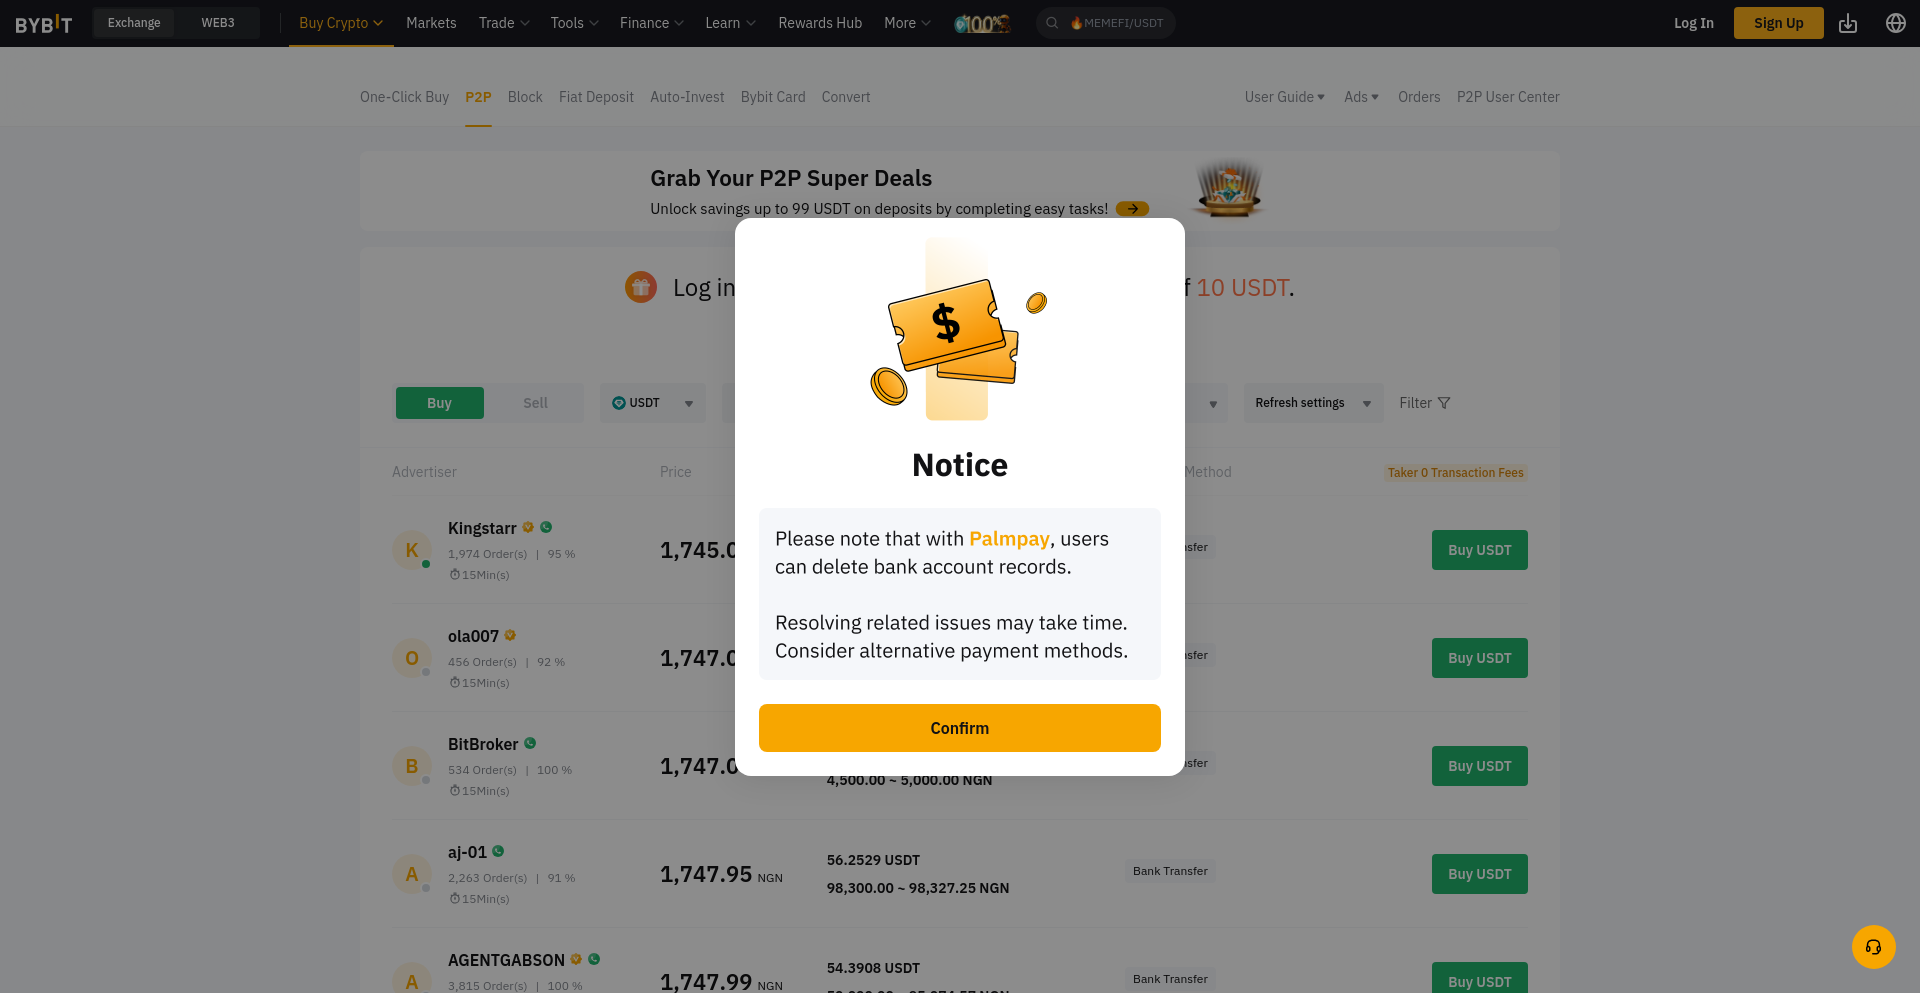 BYBIT
Exchange
WEB3
Buy Crypto
Markets
Trade
Tools
Finance
Learn
Rewards Hub
More
100%
MEMEFI/USDT
Log In
Sign Up
One-Click Buy
P2P
Block
Fiat Deposit
Auto-Invest
Bybit Card
Convert
User Guide
Ads
Orders
P2P User Center
Grab Your P2P Super Deals
Unlock savings up to 99 USDT on deposits by completing easy tasks!
Log in
10 USDT.
Buy
Sell
USDT
Refresh settings
Filter
Advertiser
Price
Method
Taker 0 Transaction Fees
K
Kingstarr
1,974 Order(s) | 95 %
15Min(s)
1,745.0
Buy USDT
O
ola007
456 Order(s) | 92 %
15Min(s)
1,747.0
Buy USDT
B
BitBroker
534 Order(s) | 100 %
15Min(s)
1,747.0
4,500.00 ~ 5,000.00 NGN
Buy USDT
A
aj-01
2,263 Order(s) | 91 %
15Min(s)
1,747.95 NGN
56.2529 USDT
98,300.00 ~ 98,327.25 NGN
Bank Transfer
Buy USDT
A
AGENTGABSON
3,815 Order(s) | 100 %
1,747.99 NGN
54.3908 USDT
Bank Transfer
Buy USDT
$
Notice
Please note that with Palmpay, users
can delete bank account records.
Resolving related issues may take time.
Consider alternative payment methods.
Confirm